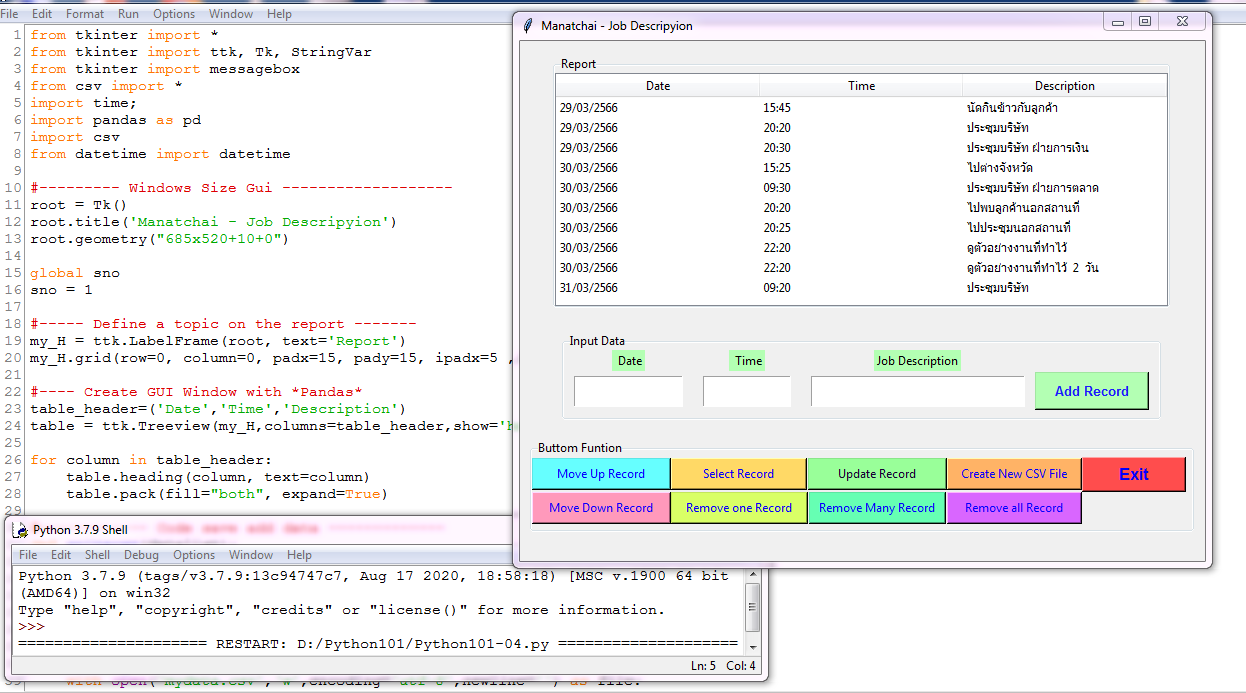 File Edit Format Run Options Window Help
1 from tkinter import *
2 from tkinter import ttk, Tk, StringVar
3 from tkinter import messagebox
4 from csv import *
5 import time;
6 import pandas as pd
7 import csv
8 from datetime import datetime
9
10 #--------- Windows Size Gui -------------------
11 root = Tk()
12 root.title('Manatchai - Job Descripyion')
13 root.geometry("685x520+10+0")
14
15 global sno
16 sno = 1
17
18 #----- Define a topic on the report -------
19 my_H = ttk.LabelFrame(root, text='Report')
20 my_H.grid(row=0, column=0, padx=15, pady=15, ipadx=5 ,
21
22 #---- Create GUI Window with *Pandas*
23 table_header=('Date','Time','Description')
24 table = ttk.Treeview(my_H,columns=table_header,show='h
25
26 for column in table_header:
27 table.heading(column, text=column)
28 table.pack(fill="both", expand=True)
29
Manatchai - Job Descripyion
Report
Date Time Description
29/03/2566 15:45 นัดกินข้าวกับลูกค้า
29/03/2566 20:20 ประชุมบริษัท
29/03/2566 20:30 ประชุมบริษัท ฝ่ายการเงิน
30/03/2566 15:25 ไปต่างจังหวัด
30/03/2566 09:30 ประชุมบริษัท ฝ่ายการตลาด
30/03/2566 20:20 ไปพบลูกค้านอกสถานที่
30/03/2566 20:25 ไปประชุมนอกสถานที่
30/03/2566 22:20 ดูตัวอย่างงานที่ทำไว้
30/03/2566 22:20 ดูตัวอย่างงานที่ทำไว้ 2 วัน
31/03/2566 09:20 ประชุมบริษัท
Input Data
Date Time Job Description
Add Record
Buttom Funtion
Move Up Record Select Record Update Record Create New CSV File Exit
Move Down Record Remove one Record Remove Many Record Remove all Record
Python 3.7.9 Shell
File Edit Shell Debug Options Window Help
Python 3.7.9 (tags/v3.7.9:13c94747c7, Aug 17 2020, 18:58:18) [MSC v.1900 64 bit
(AMD64)] on win32
Type "help", "copyright", "credits" or "license()" for more information.
>>>
===================== RESTART: D:/Python101/Python101-04.py ====================
Ln: 5 Col: 4